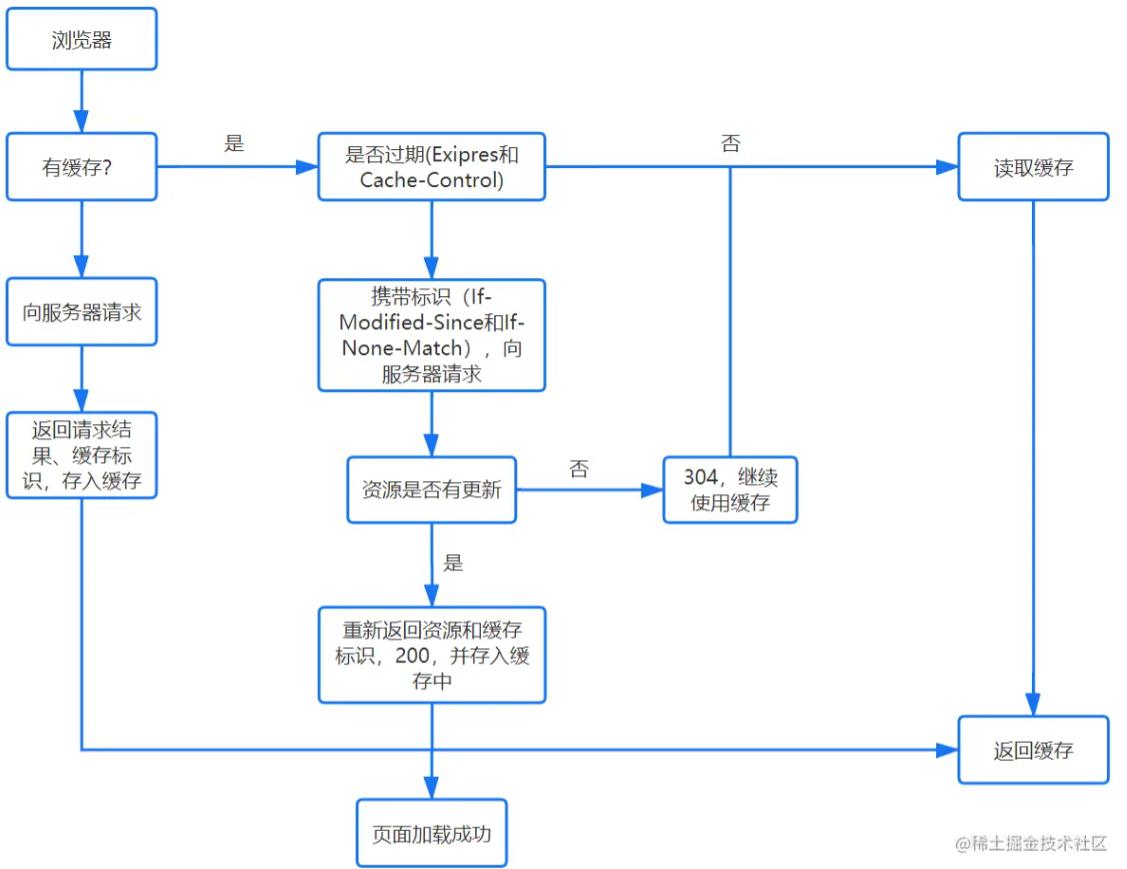 浏览器
有缓存?
是
是否过期(Exipres和
Cache-Control)
否
读取缓存
向服务器请求
携带标识（If-
Modified-Since和If-
None-Match），向
服务器请求
返回请求结
果、缓存标
识，存入缓存
资源是否有更新
否
304，继续
使用缓存
是
重新返回资源和缓存
标识，200，并存入缓
存中
返回缓存
页面加载成功
@稀土掘金技术社区